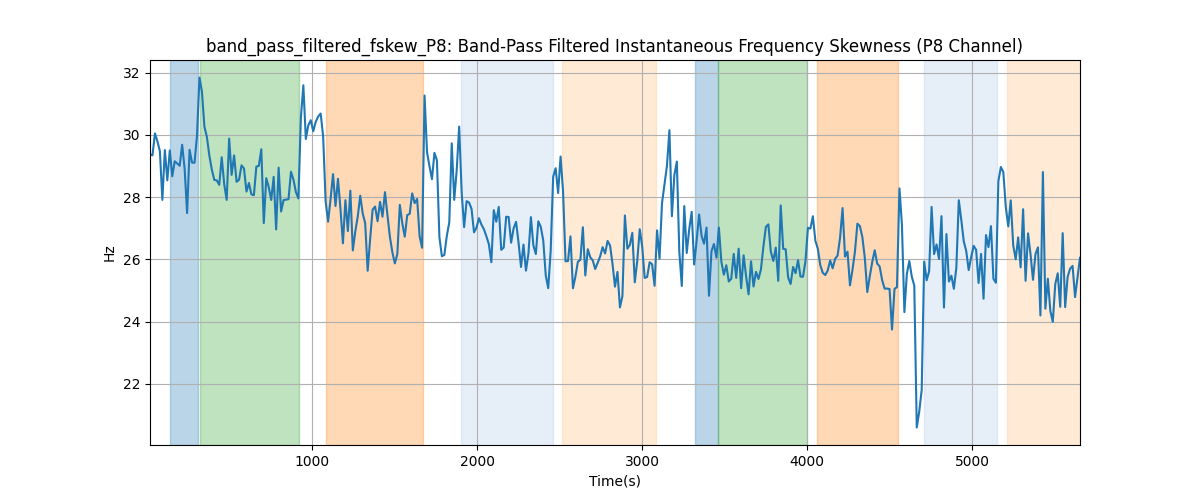 band_pass_filtered_fskew_P8: Band-Pass Filtered Instantaneous Frequency Skewness (P8 Channel)
32
30
28
26
24
22
Hz
1000 2000 3000 4000 5000
Time(s)